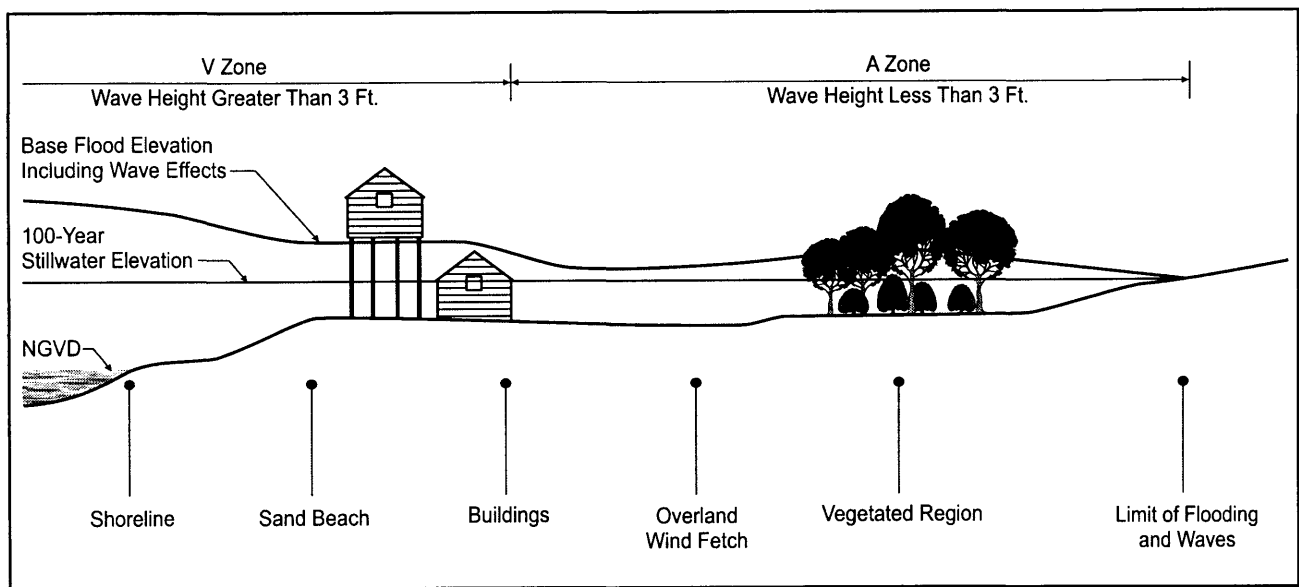 V Zone
Wave Height Greater Than 3 Ft.
A Zone
Wave Height Less Than 3 Ft.
Base Flood Elevation
Including Wave Effects
100-Year
Stillwater Elevation
NGVD
Shoreline
Sand Beach
Buildings
Overland
Wind Fetch
Vegetated Region
Limit of Flooding
and Waves